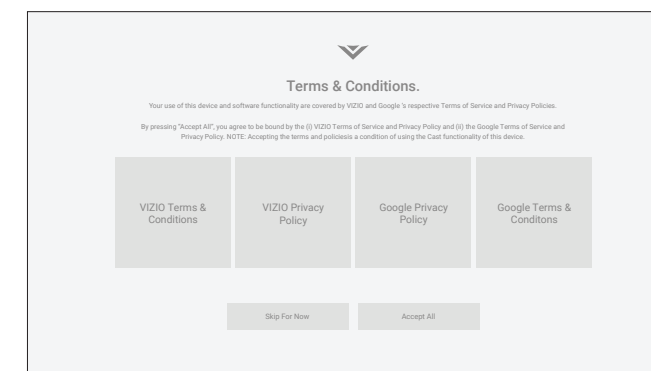 Terms & Conditions.
Your use of this device and software functionality are covered by VIZIO and Google 's respective Terms of Service and Privacy Policies.
By pressing "Accept All", you agree to be bound by the (i) VIZIO Terms of Service and Privacy Policy and (ii) the Google Terms of Service and
Privacy Policy. NOTE: Accepting the terms and policiesis a condition of using the Cast functionality of this device.
VIZIO Terms &
Conditions
VIZIO Privacy
Policy
Google Privacy
Policy
Google Terms &
Conditons
Skip For Now
Accept All